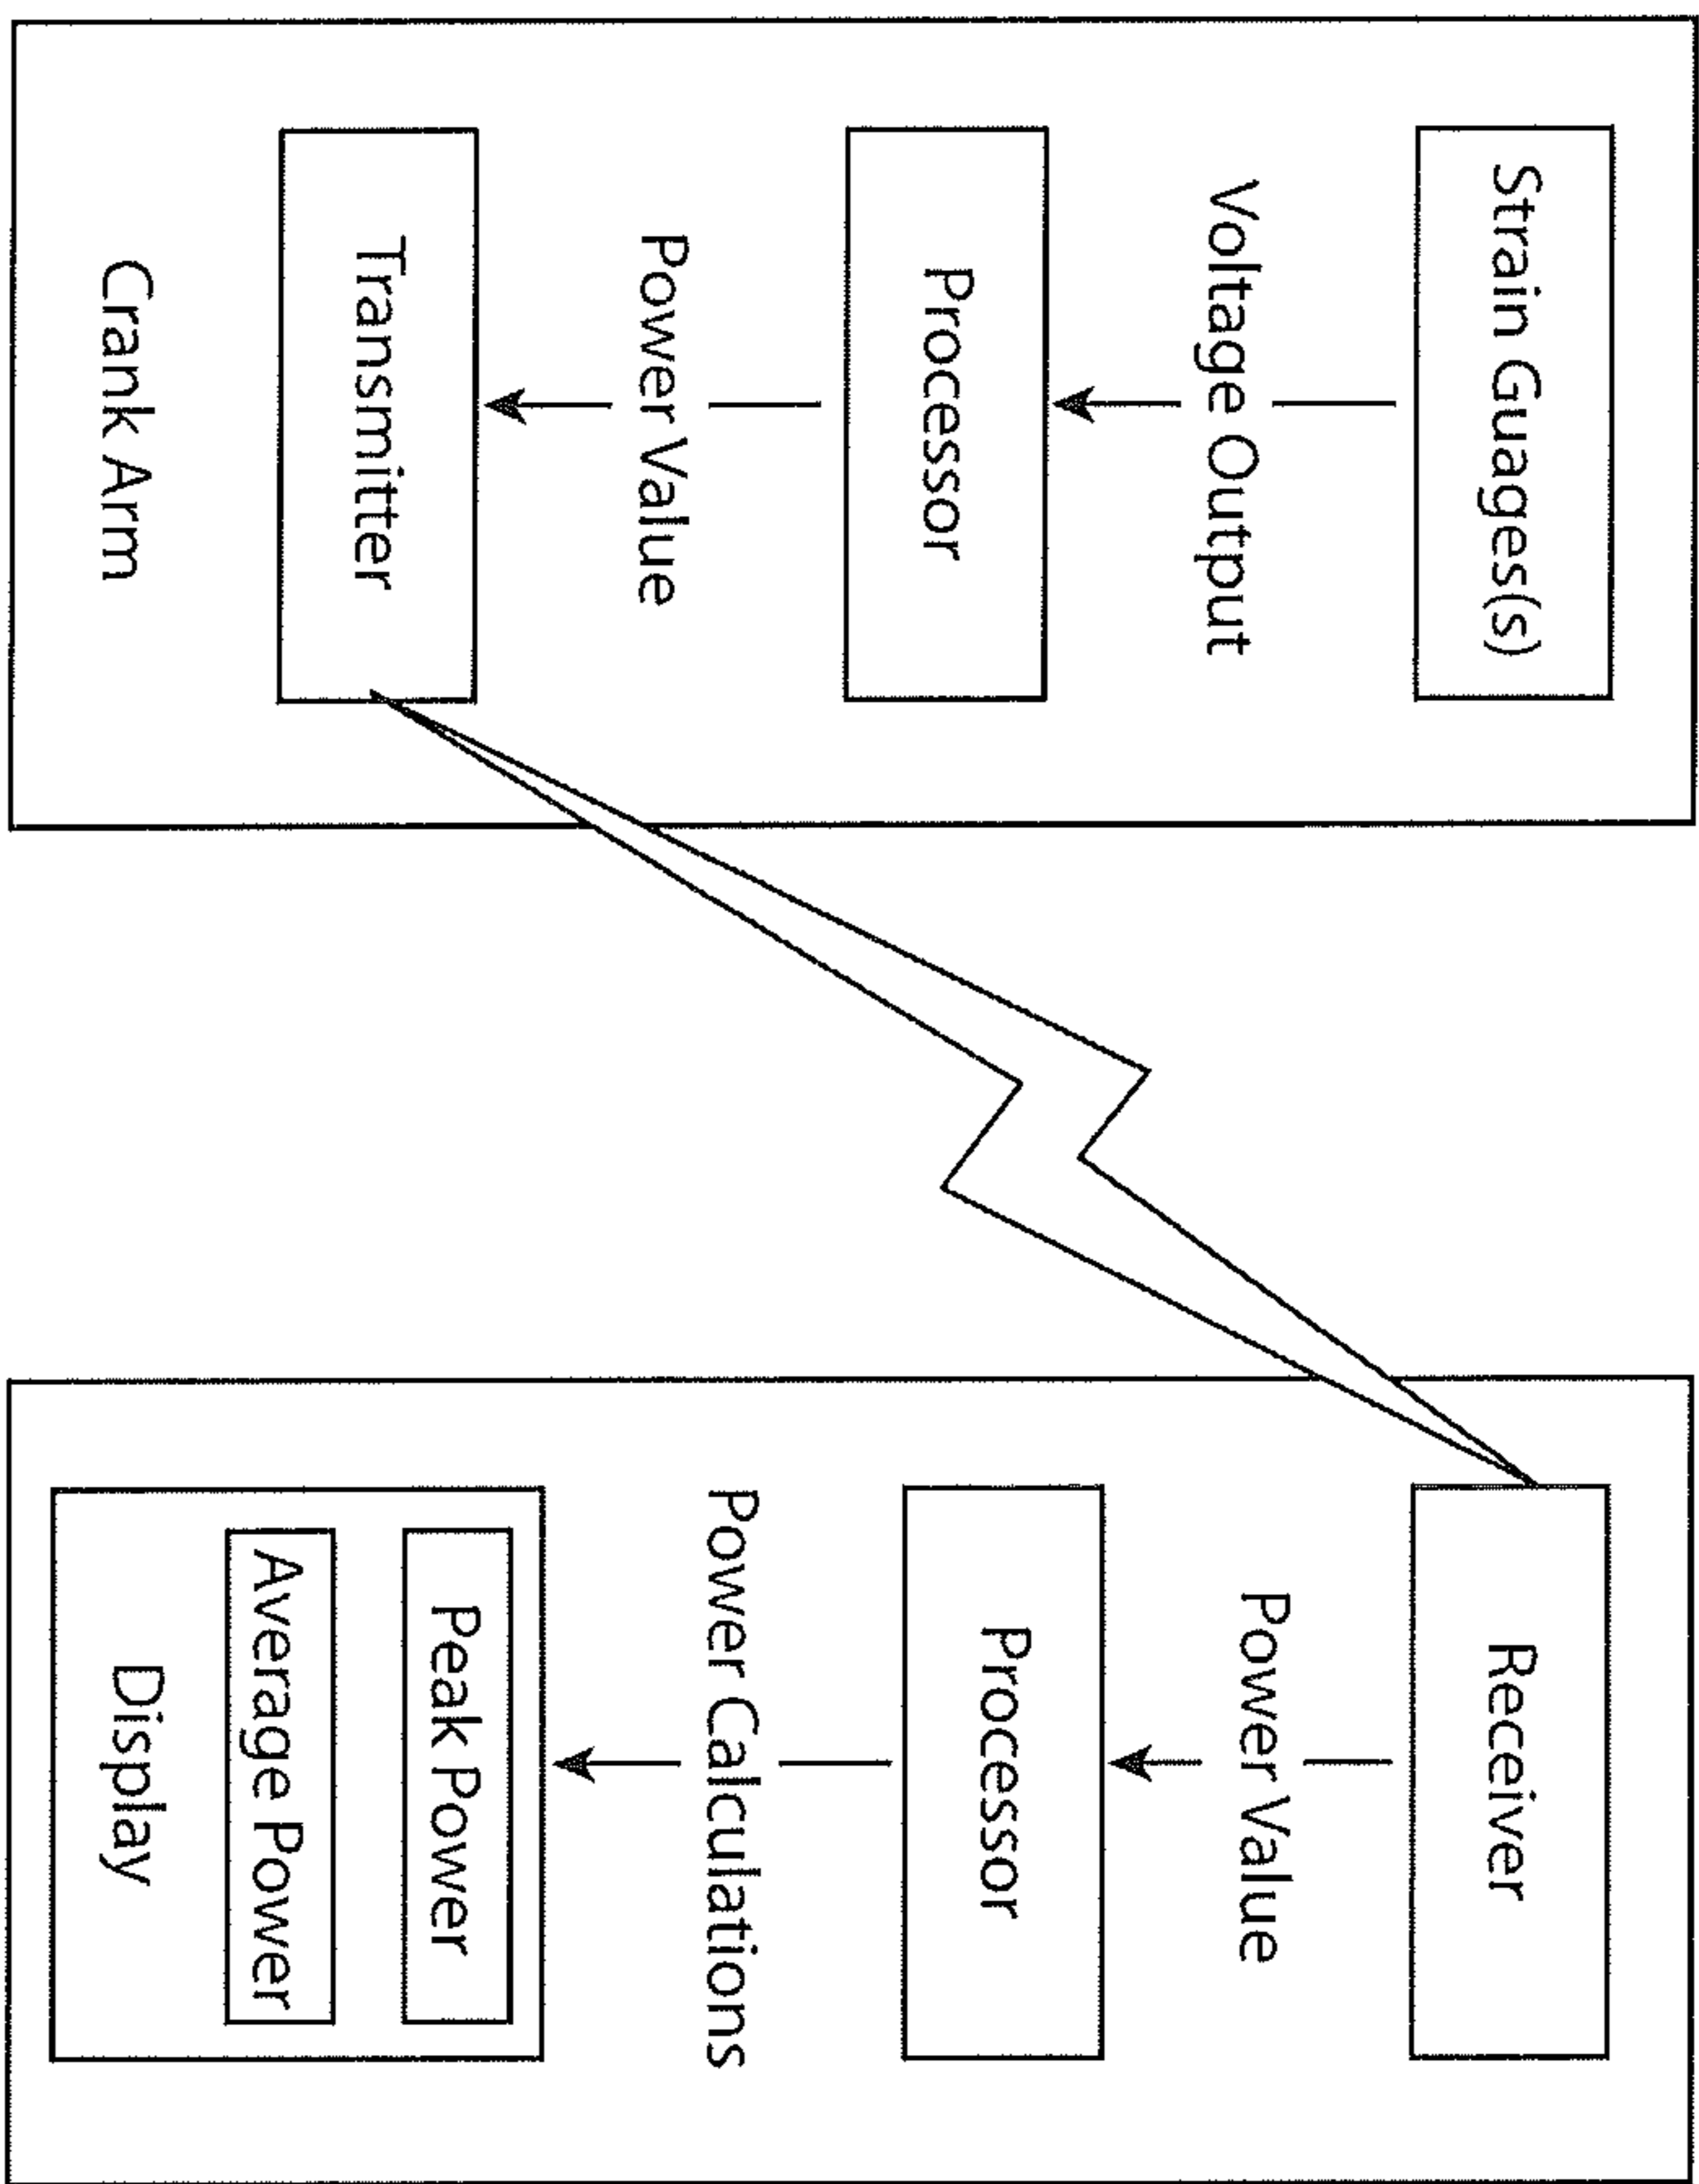 Strain Guages(s)
Voltage Output
Processor
Power Value
Transmitter
Crank Arm
Receiver
Power Value
Processor
Power Calculations
Peak Power
Average Power
Display